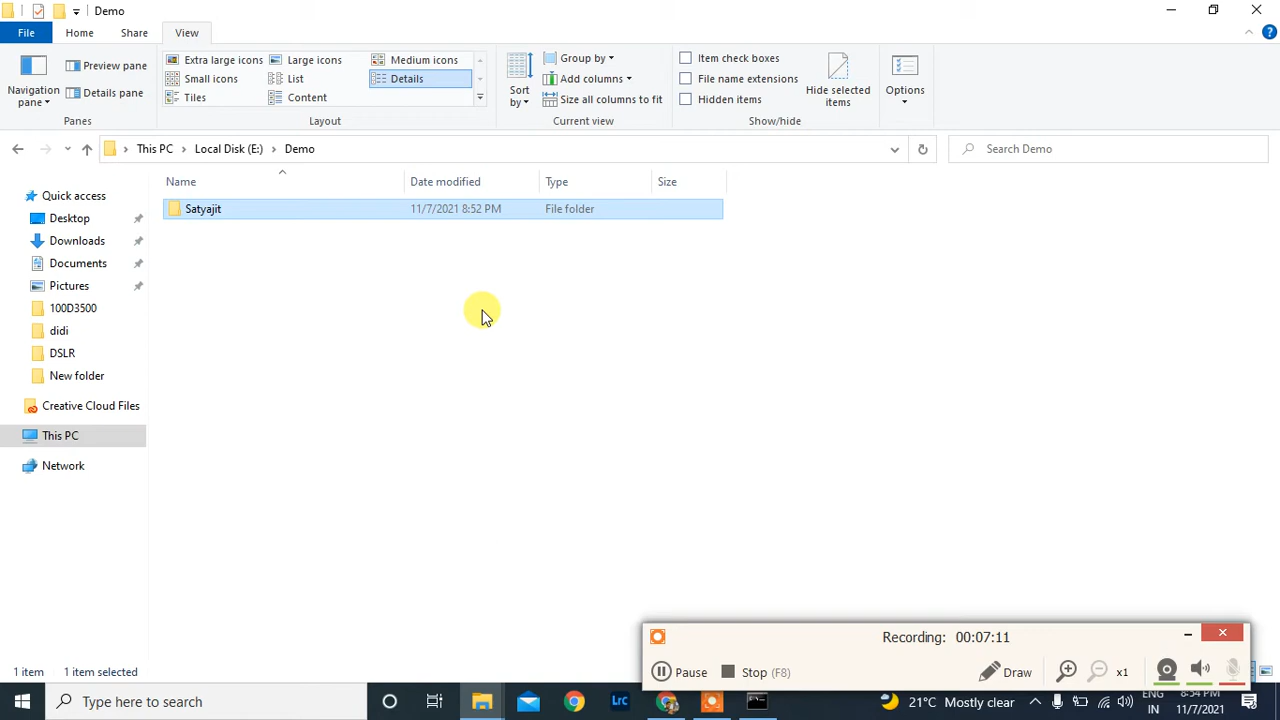 Demo
File Home Share View
Navigation pane Preview pane Details pane
Panes
Extra large icons Large icons Medium icons
Small icons List Details
Tiles Content
Layout
Sort by Group by Add columns Size all columns to fit
Current view
Item check boxes
File name extensions
Hidden items
Hide selected items
Show/hide
Options
This PC Local Disk (E:) Demo
Search Demo
Name Date modified Type Size
Satyajit 11/7/2021 8:52 PM File folder
Quick access
Desktop
Downloads
Documents
Pictures
100D3500
didi
DSLR
New folder
Creative Cloud Files
This PC
Network
Recording: 00:07:11
Pause Stop (F8) Draw x1
1 item 1 item selected
Type here to search
Lrc
21°C Mostly clear
ENG
IN
8:54 PM
11/7/2021